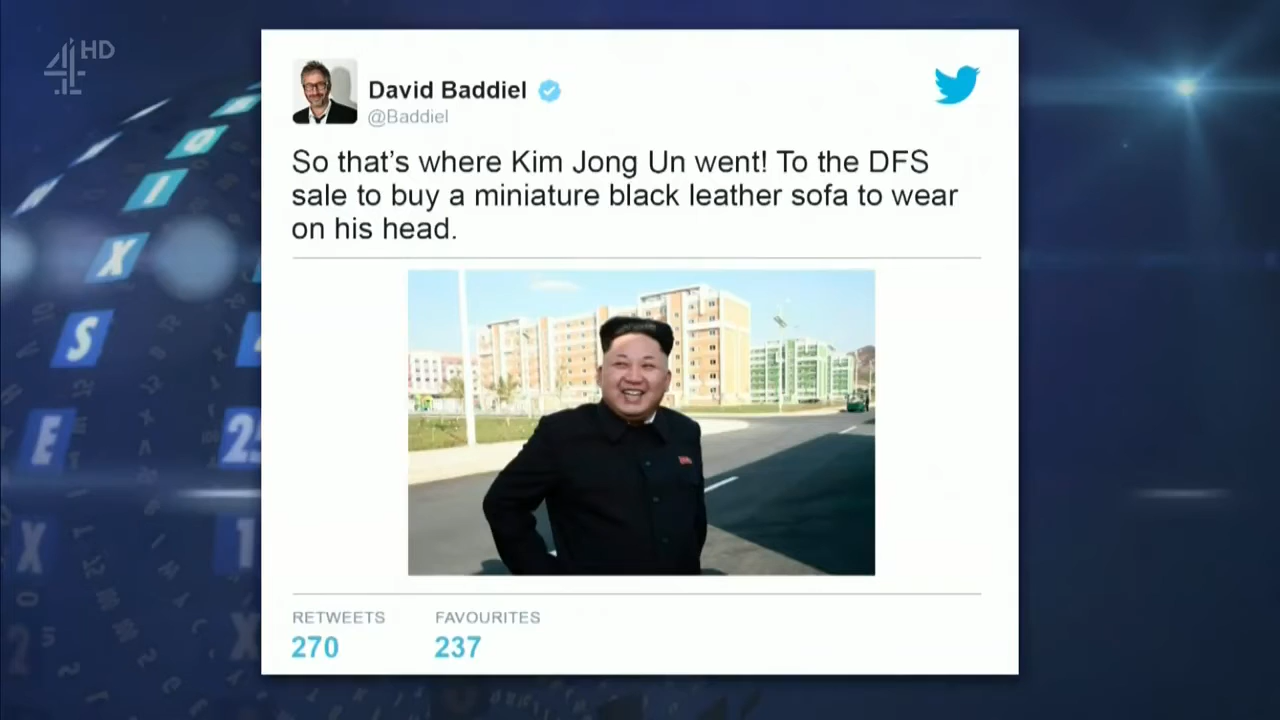 4HD
David Baddiel
@Baddiel
So that's where Kim Jong Un went! To the DFS
sale to buy a miniature black leather sofa to wear
on his head.
RETWEETS FAVOURITES
270 237
X
Q
I
X
S
E
X